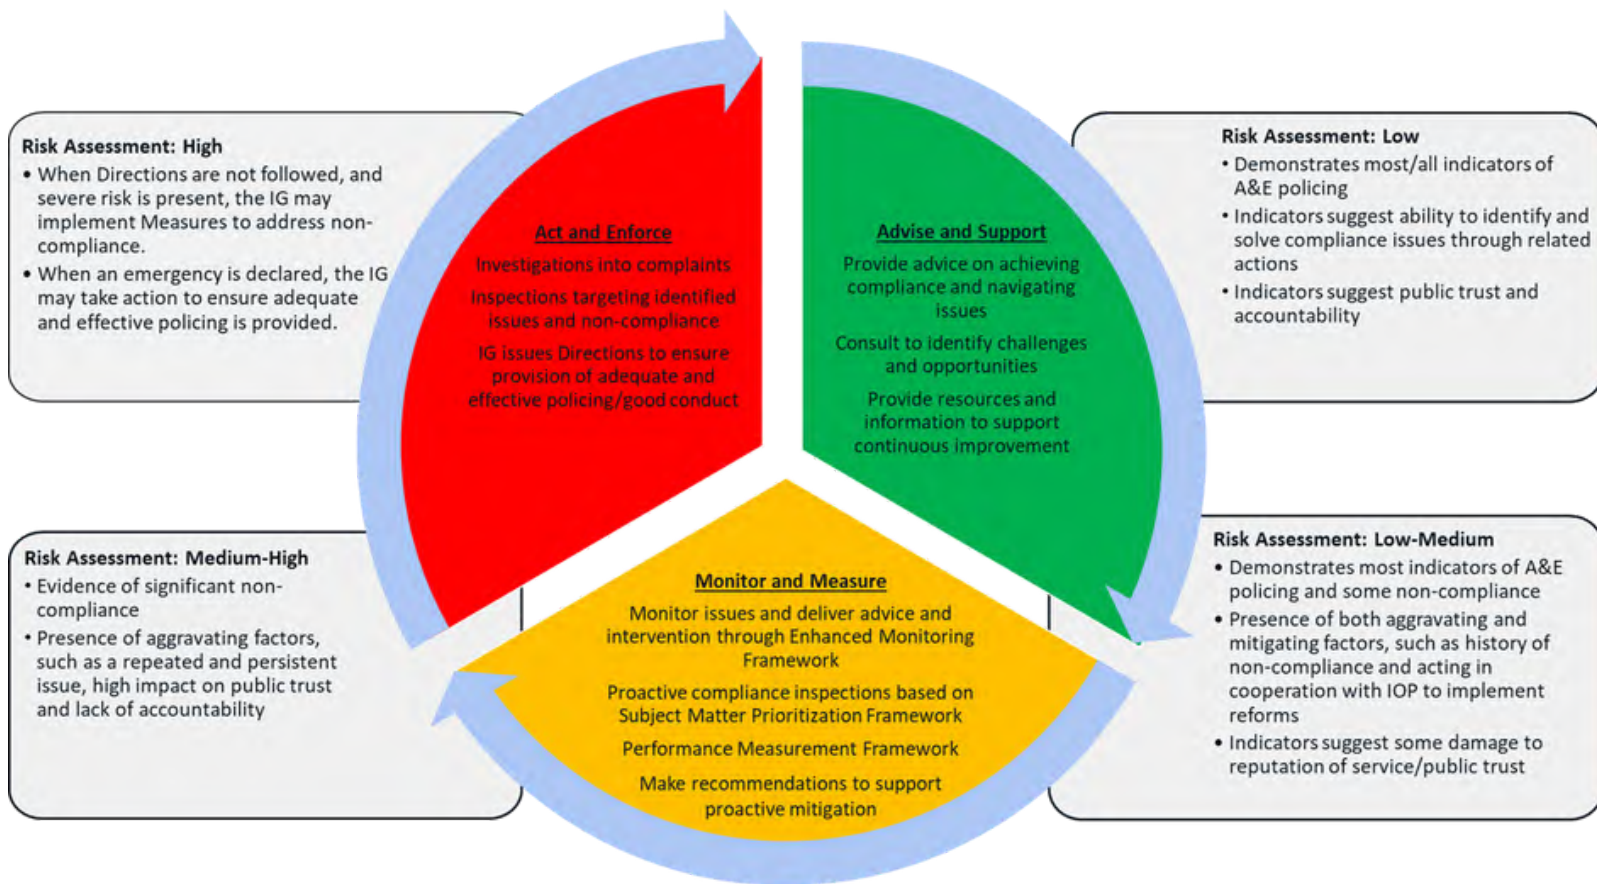 Risk Assessment: High
• When Directions are not followed, and
severe risk is present, the IG may
implement Measures to address non-
compliance.
• When an emergency is declared, the IG
may take action to ensure adequate
and effective policing is provided.
Act and Enforce
Investigations into complaints
Inspections targeting identified
issues and non-compliance
IG issues Directions to ensure
provision of adequate and
effective policing/good conduct
Advise and Support
Provide advice on achieving
compliance and navigating
issues
Consult to identify challenges
and opportunities
Provide resources and
information to support
continuous improvement
Risk Assessment: Low
• Demonstrates most/all indicators of
A&E policing
• Indicators suggest ability to identify and
solve compliance issues through related
actions
• Indicators suggest public trust and
accountability
Risk Assessment: Medium-High
• Evidence of significant non-
compliance
• Presence of aggravating factors,
such as a repeated and persistent
issue, high impact on public trust
and lack of accountability
Monitor and Measure
Monitor issues and deliver advice and
intervention through Enhanced Monitoring
Framework
Proactive compliance inspections based on
Subject Matter Prioritization Framework
Performance Measurement Framework
Make recommendations to support
proactive mitigation
Risk Assessment: Low-Medium
• Demonstrates most indicators of A&E
policing and some non-compliance
• Presence of both aggravating and
mitigating factors, such as history of
non-compliance and acting in
cooperation with IOP to implement
reforms
• Indicators suggest some damage to
reputation of service/public trust